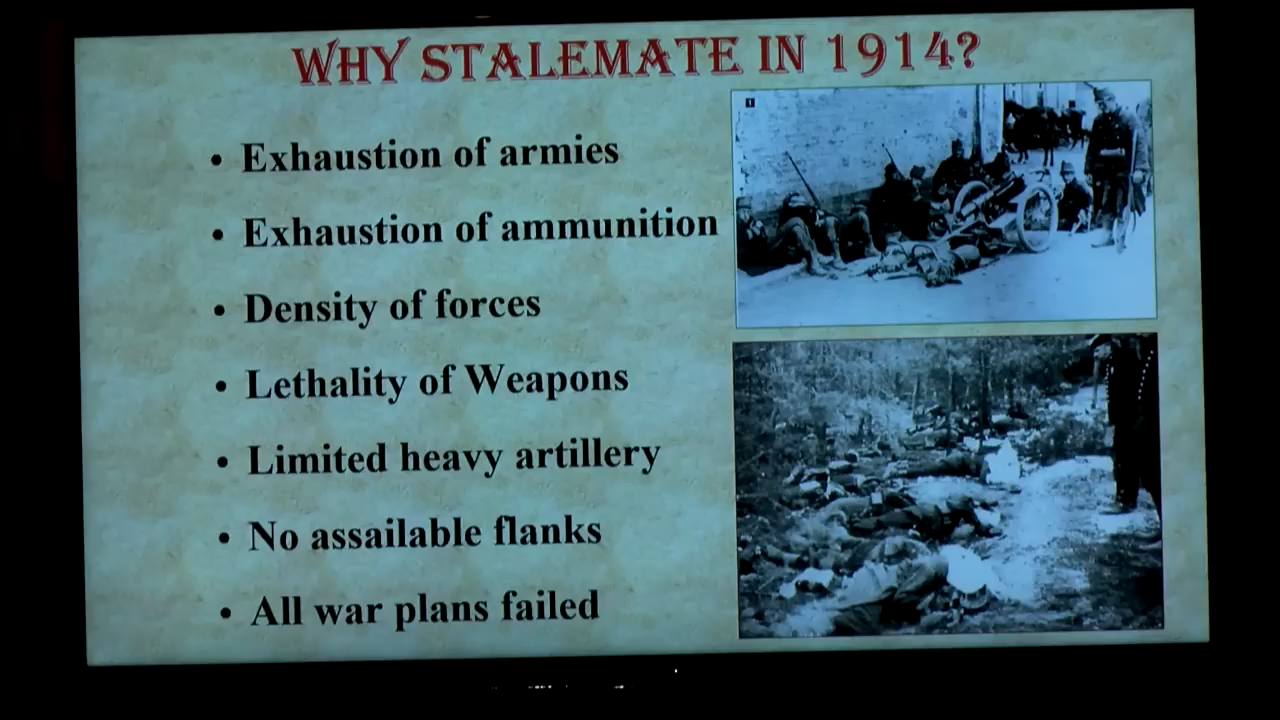 WHY STALEMATE IN 1914?
• Exhaustion of armies
• Exhaustion of ammunition
• Density of forces
• Lethality of Weapons
• Limited heavy artillery
• No assailable flanks
• All war plans failed
1